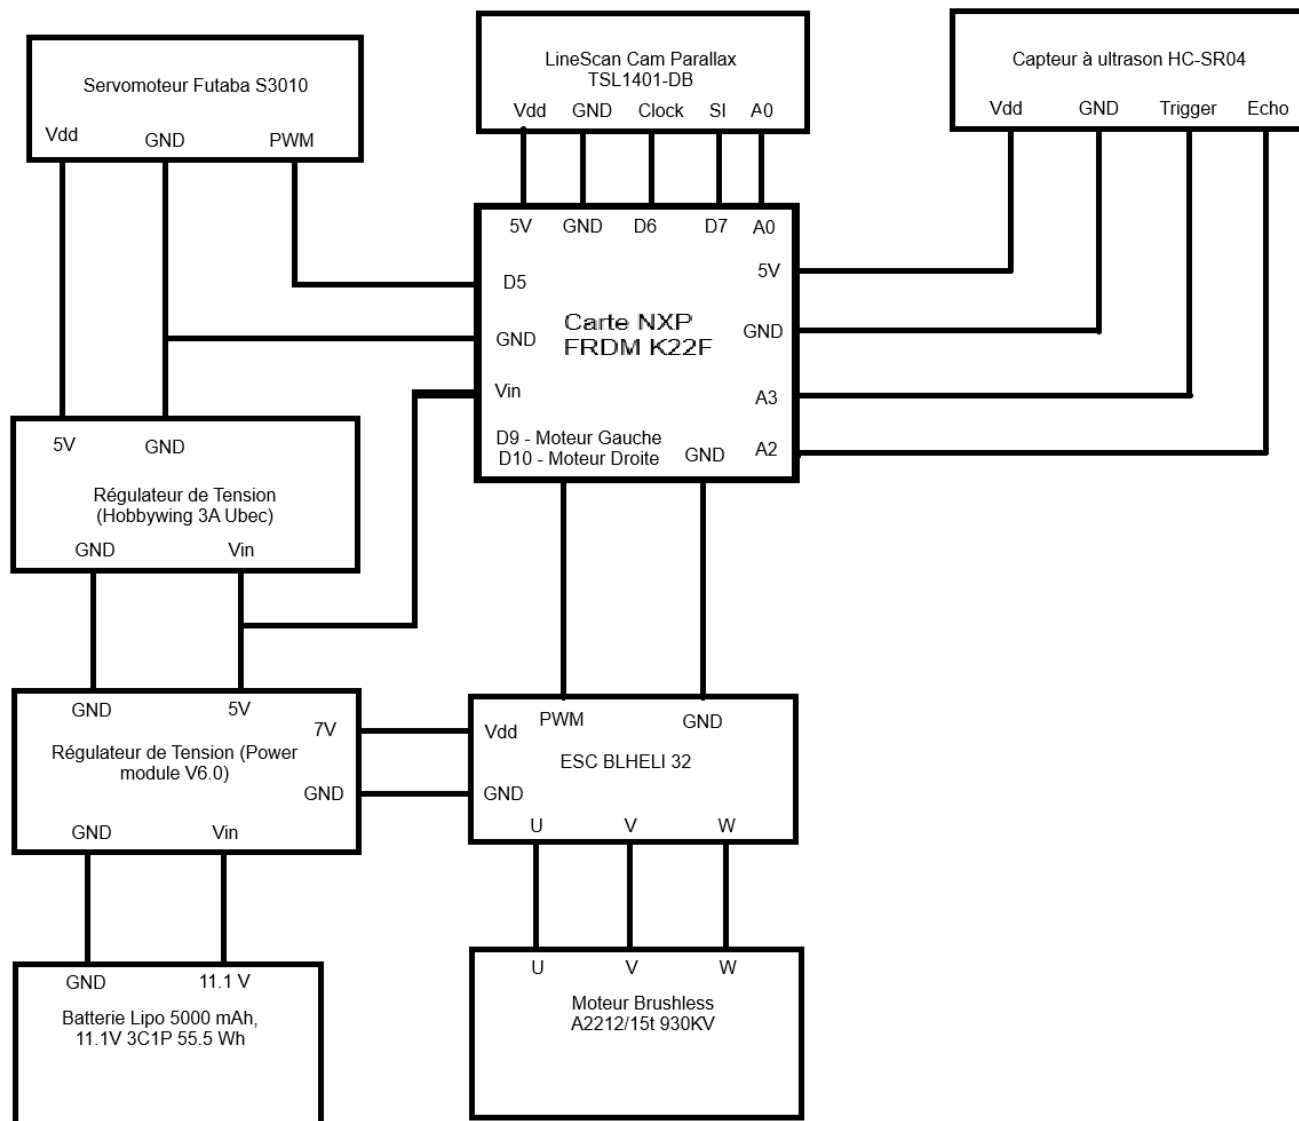 Servomoteur Futaba S3010
Vdd GND PWM
LineScan Cam Parallax
TSL1401-DB
Vdd GND Clock SI A0
Capteur à ultrason HC-SR04
Vdd GND Trigger Echo
5V GND D6 D7 A0
5V
D5
Carte NXP
FRDM K22F
GND
GND
Vin
A3
D9 - Moteur Gauche
D10 - Moteur Droite
GND
A2
5V GND
Régulateur de Tension
(Hobbywing 3A Ubec)
GND Vin
GND 5V
7V
Régulateur de Tension (Power
module V6.0)
GND
GND Vin
PWM GND
Vdd
ESC BLHELI 32
GND
U V W
GND 11.1 V
Batterie Lipo 5000 mAh,
11.1V 3C1P 55.5 Wh
U V W
Moteur Brushless
A2212/15t 930KV